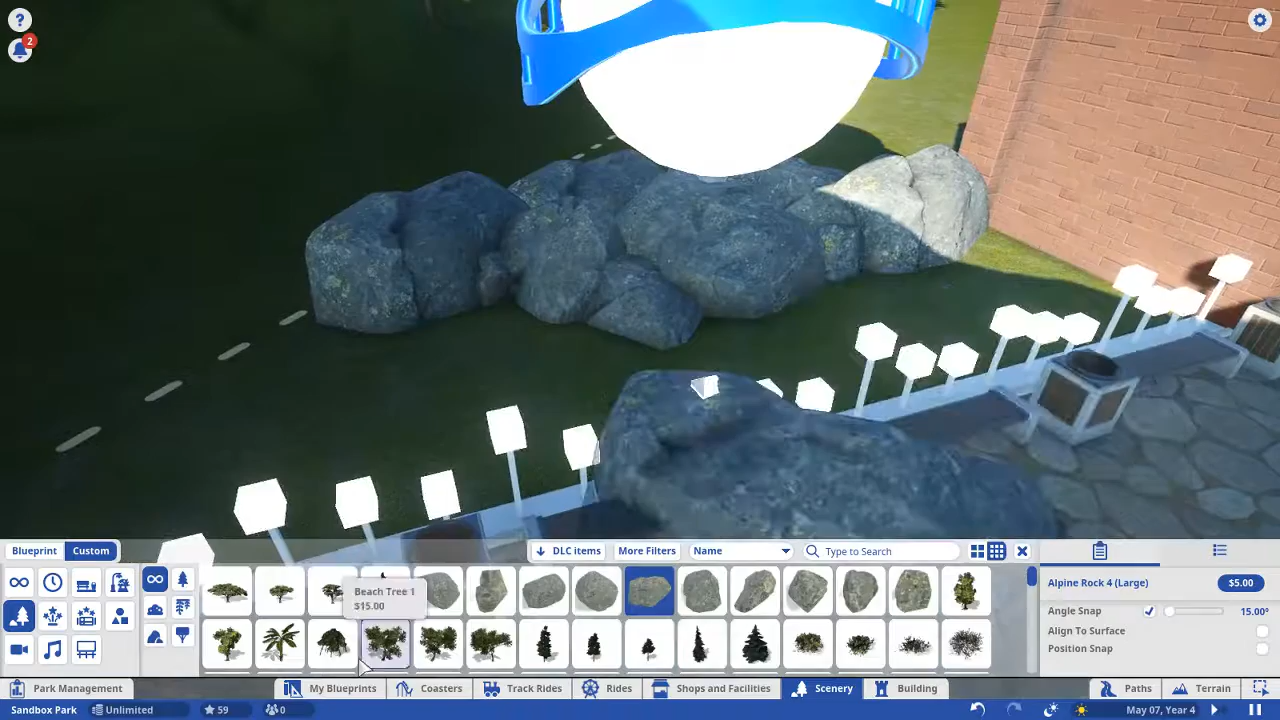 ?
2
Blueprint
Custom
DLC items
More Filters
Name
Type to Search
Beach Tree 1
$15.00
Alpine Rock 4 (Large)
$5.00
Angle Snap
15.00°
Align To Surface
Position Snap
Park Management
My Blueprints
Coasters
Track Rides
Rides
Shops and Facilities
Scenery
Building
Paths
Terrain
Sandbox Park
Unlimited
59
0
May 07, Year 4